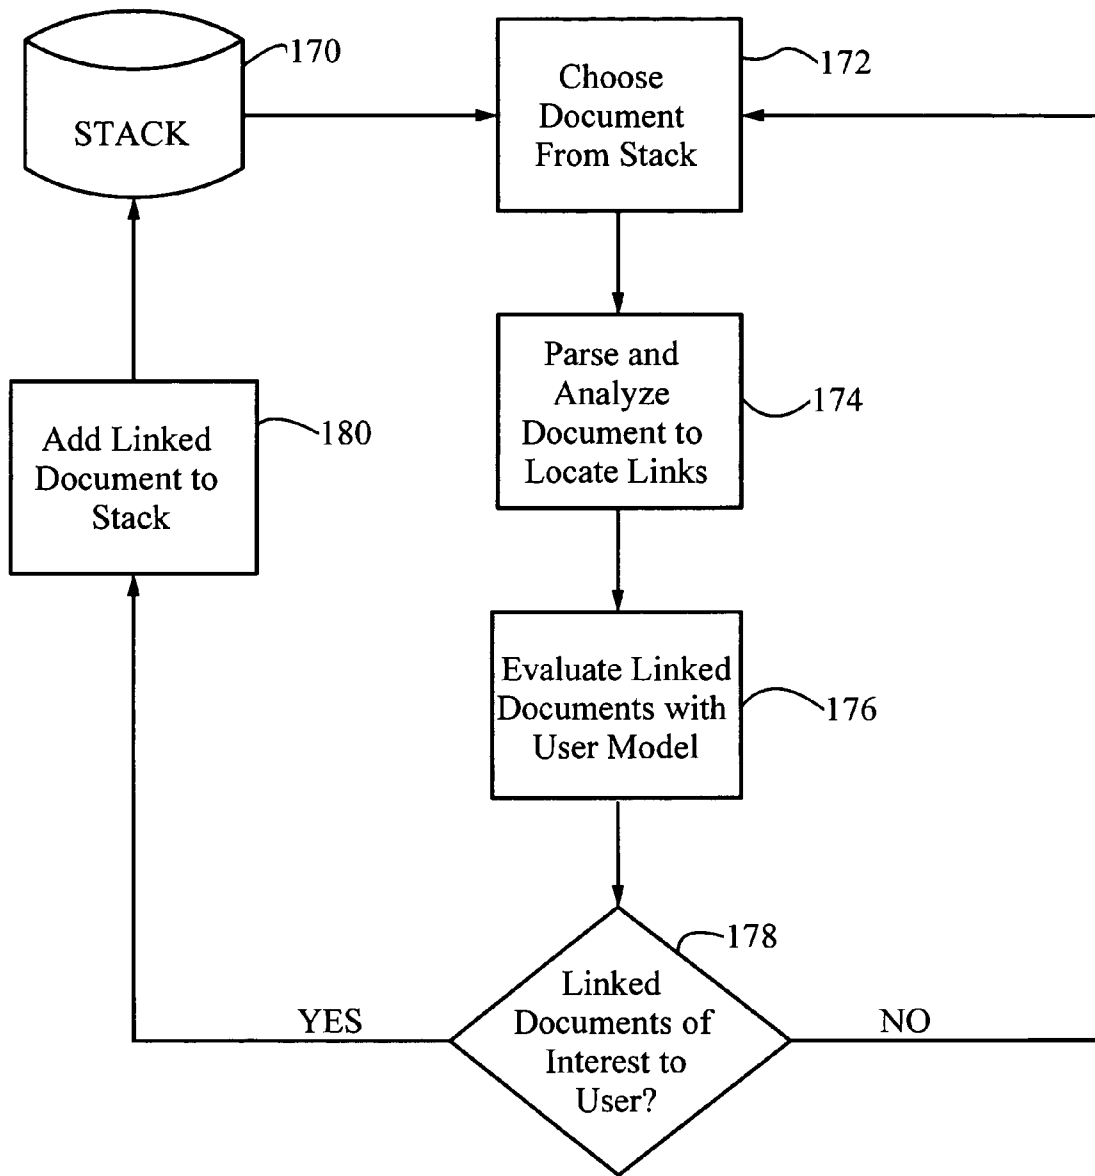 170
STACK
172
Choose
Document
From Stack
174
Parse and
Analyze
Document to
Locate Links
180
Add Linked
Document to
Stack
176
Evaluate Linked
Documents with
User Model
178
Linked
Documents of
Interest to
User?
YES
NO